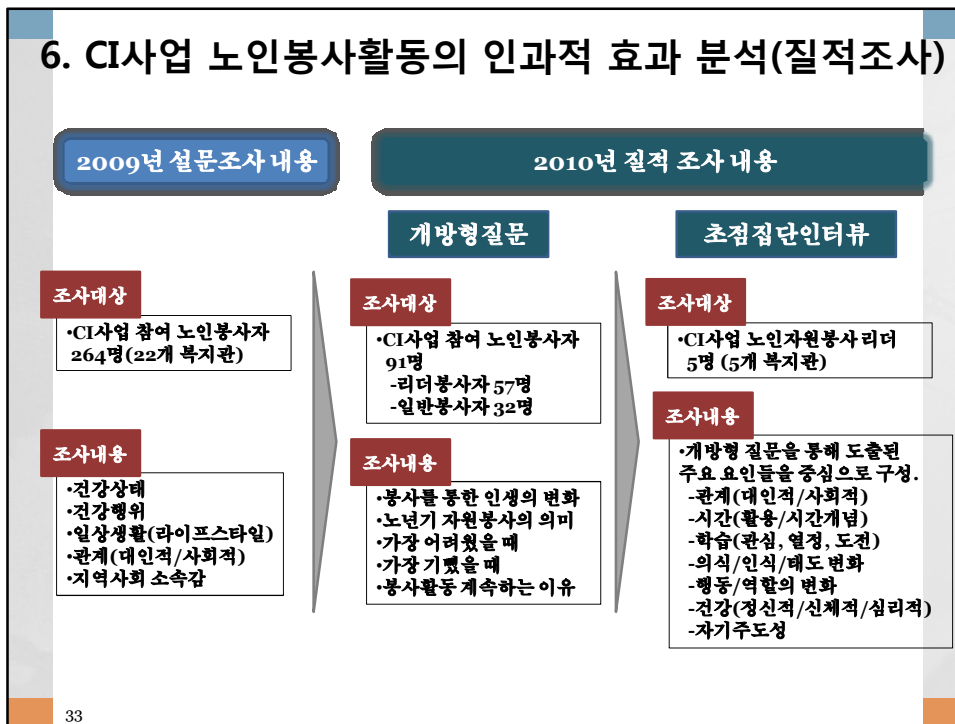 6. CI사업 노인봉사활동의 인과적 효과 분석(질적조사)
2009년 설문조사 내용
2010년 질적 조사 내용
개방형질문
초점집단인터뷰
조사대상
•CI사업 참여 노인봉사자
264명(22개 복지관)
조사내용
•건강상태
•건강행위
•일상생활(라이프스타일)
•관계(대인적/사회적)
•지역사회 소속감
조사대상
•CI사업 참여 노인봉사자
91명
-리더봉사자 57명
-일반봉사자 32명
조사내용
•봉사를 통한 인생의 변화
•노년기 자원봉사의 의미
•가장 어려웠을 때
•가장 기뻤을 때
•봉사활동 계속하는 이유
조사대상
•CI사업 노인자원봉사 리더
5명 (5개 복지관)
조사내용
•개방형 질문을 통해 도출된
주요 요인들을 중심으로 구성.
-관계(대인적/사회적)
-시간(활용/시간개념)
-학습(관심, 열정, 도전)
-의식/인식/태도 변화
-행동/역할의 변화
-건강(정신적/신체적/심리적)
-자기주도성
33